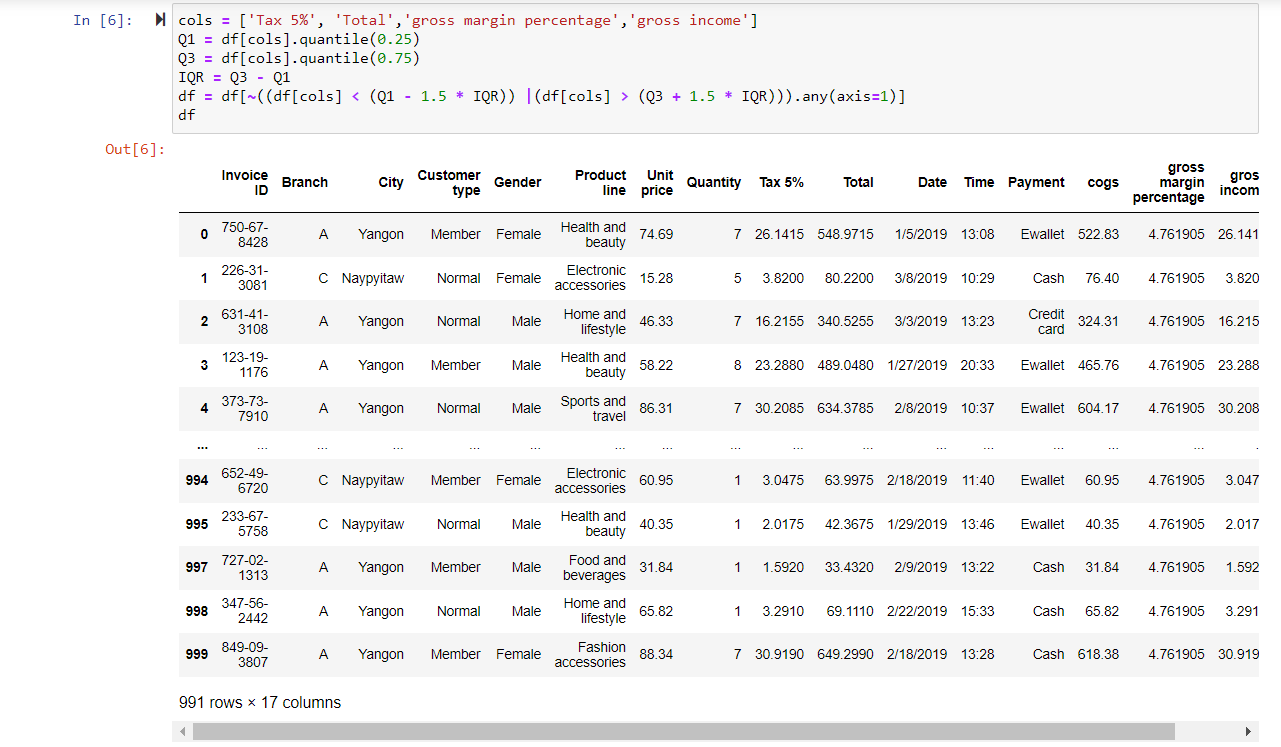 In [6]:
cols = ['Tax 5%', 'Total','gross margin percentage','gross income']
Q1 = df[cols].quantile(0.25)
Q3 = df[cols].quantile(0.75)
IQR = Q3 - Q1
df = df[~((df[cols] < (Q1 - 1.5 * IQR)) |(df[cols] > (Q3 + 1.5 * IQR))).any(axis=1)]
df
Out[6]:
Invoice ID Branch City Customer type Gender Product line Unit price Quantity Tax 5% Total Date Time Payment cogs gross margin percentage gros incom
0 750-67-8428 A Yangon Member Female Health and beauty 74.69 7 26.1415 548.9715 1/5/2019 13:08 Ewallet 522.83 4.761905 26.141
1 226-31-3081 C Naypyitaw Normal Female Electronic accessories 15.28 5 3.8200 80.2200 3/8/2019 10:29 Cash 76.40 4.761905 3.820
2 631-41-3108 A Yangon Normal Male Home and lifestyle 46.33 7 16.2155 340.5255 3/3/2019 13:23 Credit card 324.31 4.761905 16.215
3 123-19-1176 A Yangon Member Male Health and beauty 58.22 8 23.2880 489.0480 1/27/2019 20:33 Ewallet 465.76 4.761905 23.288
4 373-73-7910 A Yangon Normal Male Sports and travel 86.31 7 30.2085 634.3785 2/8/2019 10:37 Ewallet 604.17 4.761905 30.208
... ... ... ... ... ... ... ... ... ... ... ... ... ... ... ... .
994 652-49-6720 C Naypyitaw Member Female Electronic accessories 60.95 1 3.0475 63.9975 2/18/2019 11:40 Ewallet 60.95 4.761905 3.047
995 233-67-5758 C Naypyitaw Normal Male Health and beauty 40.35 1 2.0175 42.3675 1/29/2019 13:46 Ewallet 40.35 4.761905 2.017
997 727-02-1313 A Yangon Member Male Food and beverages 31.84 1 1.5920 33.4320 2/9/2019 13:22 Cash 31.84 4.761905 1.592
998 347-56-2442 A Yangon Normal Male Home and lifestyle 65.82 1 3.2910 69.1110 2/22/2019 15:33 Cash 65.82 4.761905 3.291
999 849-09-3807 A Yangon Member Female Fashion accessories 88.34 7 30.9190 649.2990 2/18/2019 13:28 Cash 618.38 4.761905 30.919
991 rows × 17 columns